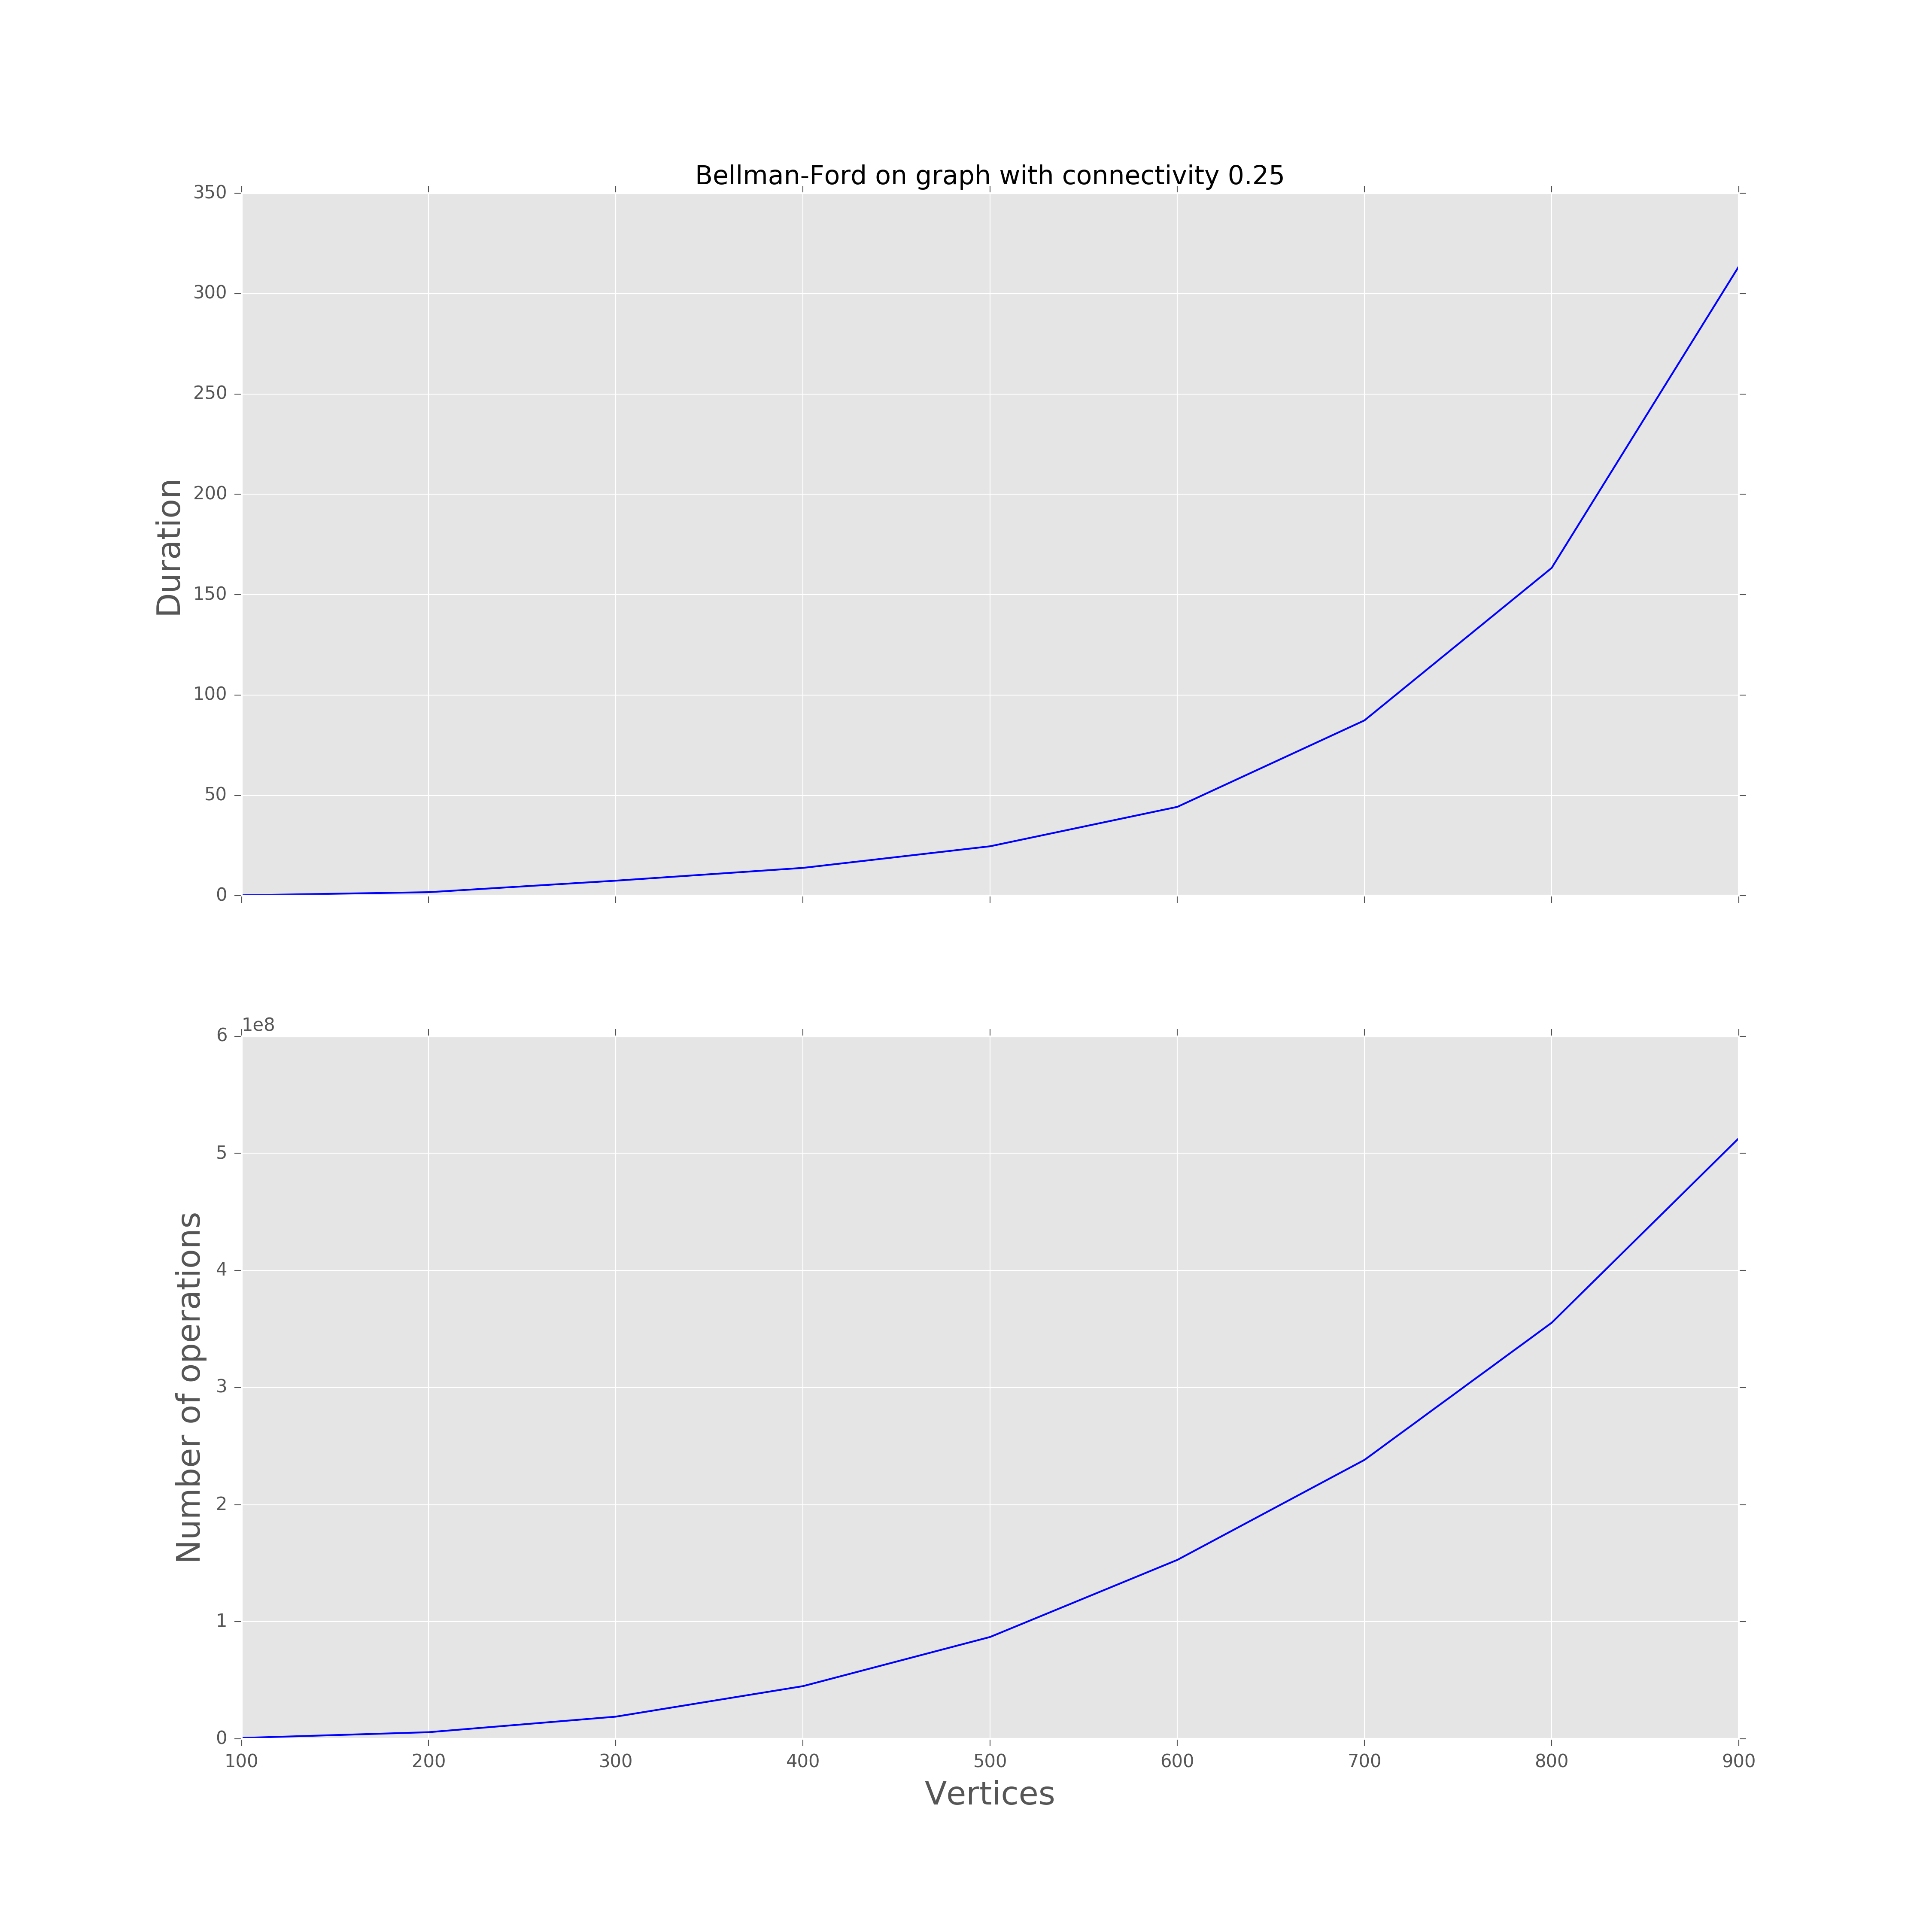 Bellman-Ford on graph with connectivity 0.25
350
300
250
200
150
100
50
0
Duration
1e8
6
5
4
3
2
1
0
Number of operations
100 200 300 400 500 600 700 800 900
Vertices